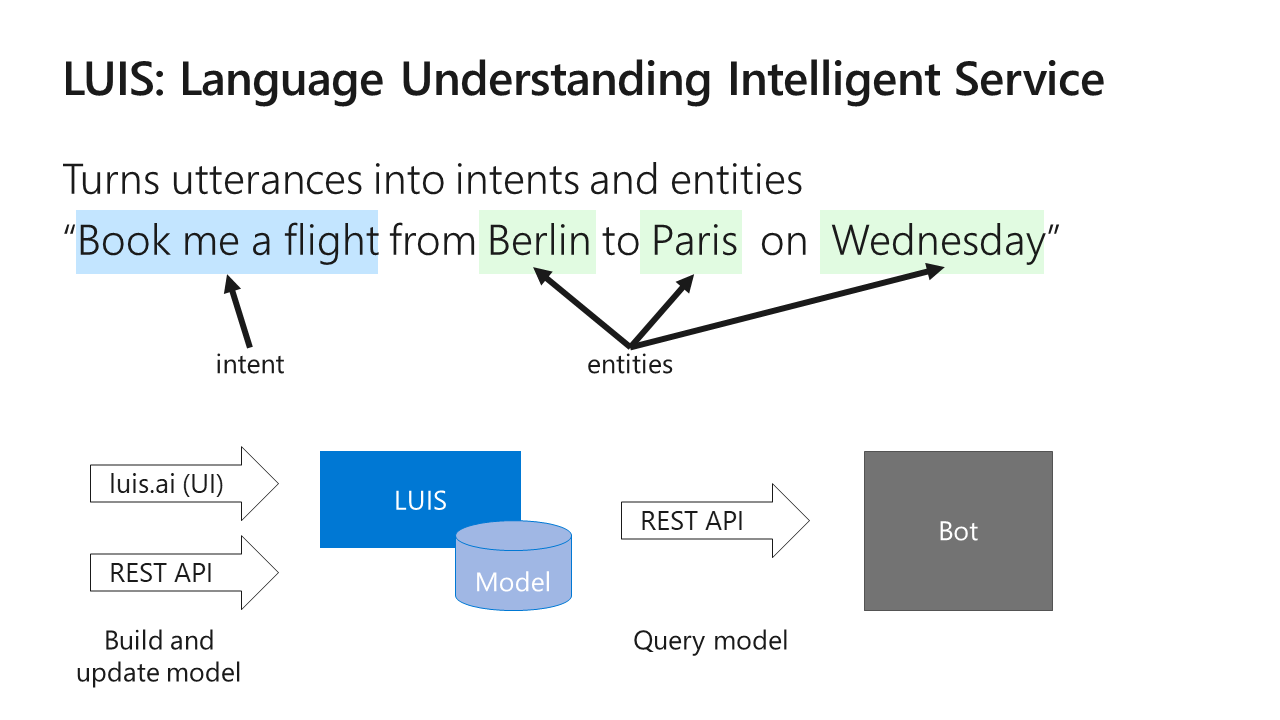 LUIS: Language Understanding Intelligent Service
Turns utterances into intents and entities
“Book me a flight from Berlin to Paris on Wednesday”
intent
entities
luis.ai (UI)
LUIS
REST API
Bot
REST API
Model
Build and
update model
Query model